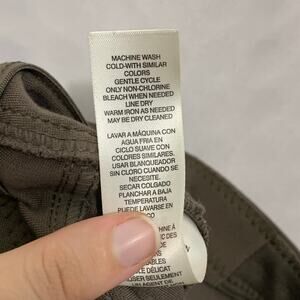 MACHINE WASH
COLD-WITH SIMILAR
COLORS
GENTLE CYCLE
ONLY NON-CHLORINE
BLEACH WHEN NEEDED
LINE DRY
WARM IRON AS NEEDED
MAY BE DRY CLEANED
LAVAR A MÁQUINA CON
AGUA FRIA EN
CICLO SUAVE CON
COLORES SIMILARES.
USAR BLANQUEADOR
SIN CLORO CUANDO SE
NECESITE.
SECAR COLGADO
PLANCHAR A BAJA
TEMPERATURA
PUEDE LAVARSE EN